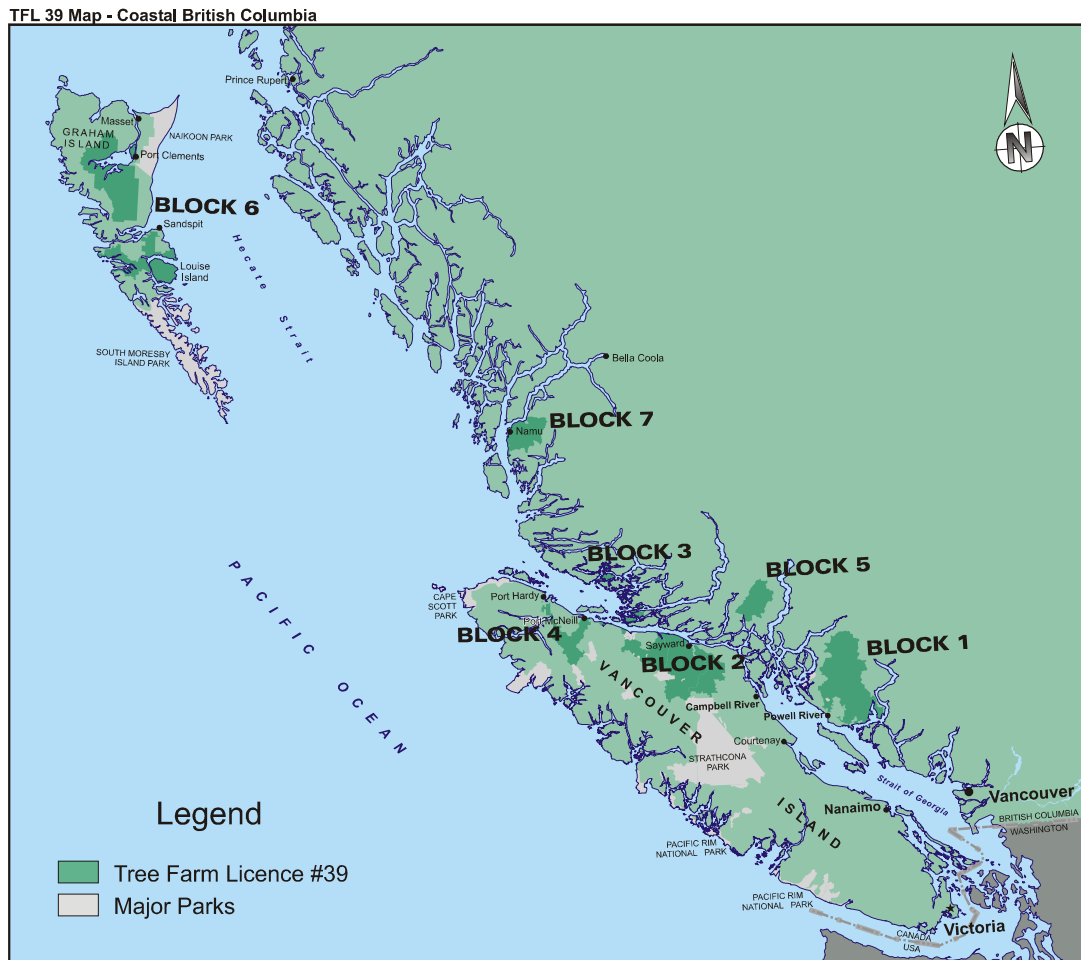 TFL 39 Map - Coastal British Columbia
Prince Rupert
Masset
GRAHAM
ISLAND
NAIKOON PARK
Port Clements
BLOCK 6
Sandspit
Louise
Island
Hecate Strait
SOUTH MORESBY
ISLAND PARK
Bella Coola
BLOCK 7
Namu
BLOCK 3
BLOCK 5
CAPE
SCOTT
PARK
Port Hardy
Port McNeill
BLOCK 4
Sayward
BLOCK 2
BLOCK 1
VANCOUVER
ISLAND
Campbell River
Powell River
Courtenay
STRATHCONA
PARK
Strait of Georgia
Nanaimo
Vancouver
BRITISH COLUMBIA
WASHINGTON
PACIFIC OCEAN
PACIFIC RIM
NATIONAL PARK
PACIFIC RIM
NATIONAL PARK
Victoria
CANADA
USA
N
Legend
Tree Farm Licence #39
Major Parks